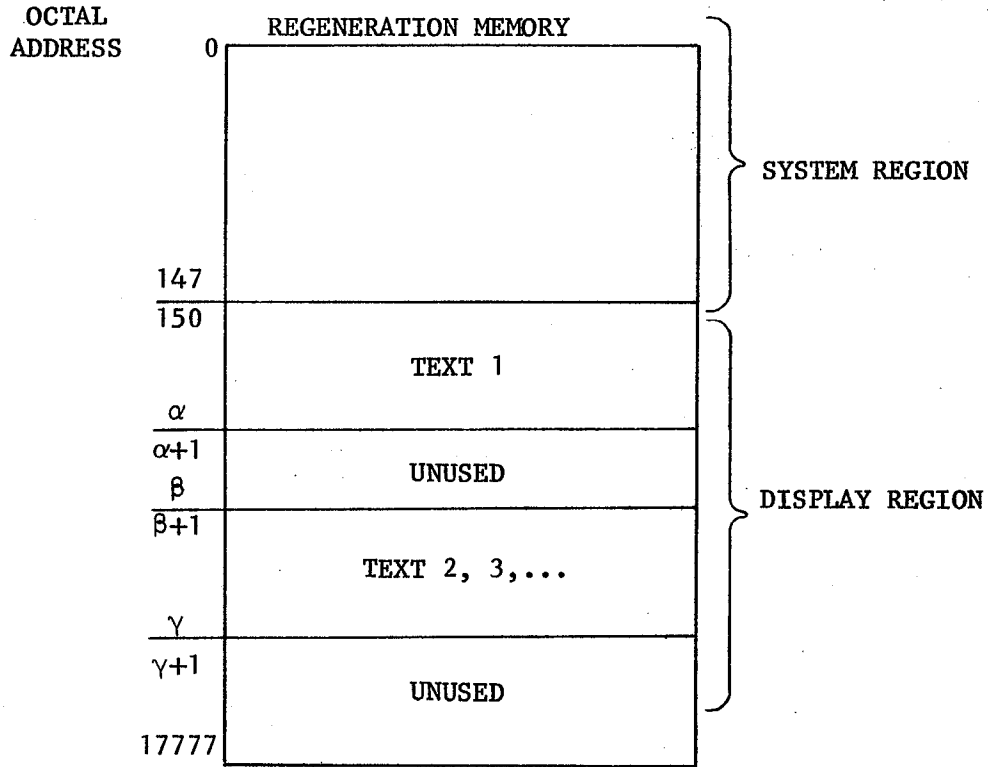 OCTAL
ADDRESS
REGENERATION MEMORY
0
SYSTEM REGION
147
150
TEXT 1
α
α+1
UNUSED
β
β+1
DISPLAY REGION
TEXT 2, 3,...
γ
γ+1
UNUSED
17777